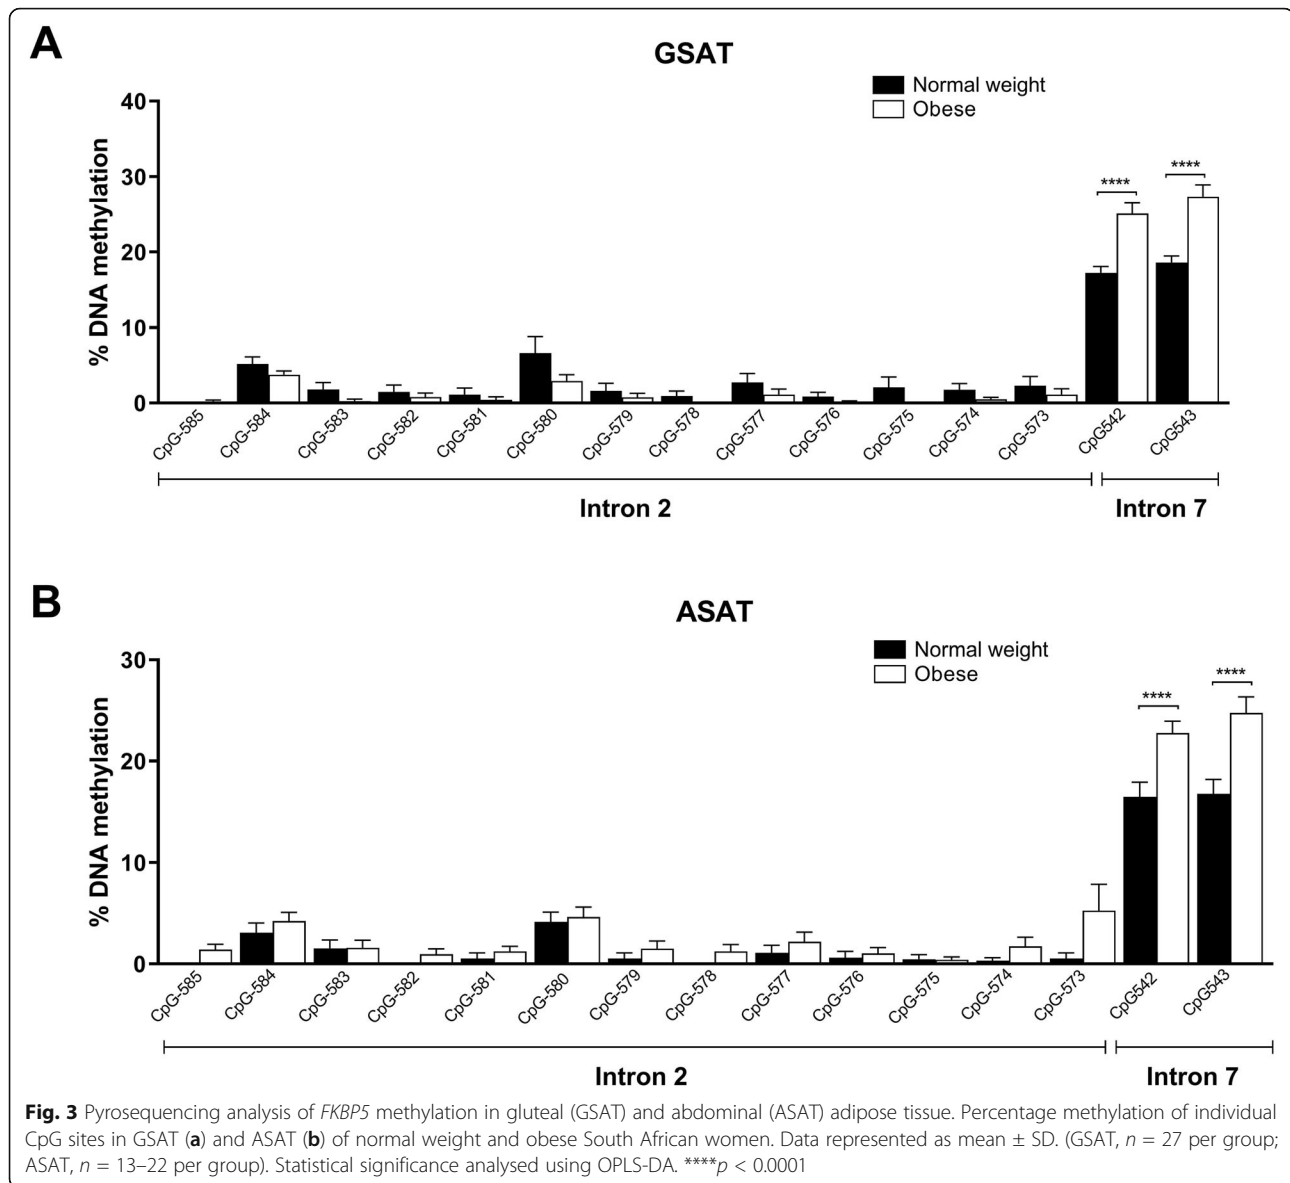 A
GSAT
Normal weight
Obese
% DNA methylation
40
30
20
10
0
****
****
CpG-585
CpG-584
CpG-583
CpG-582
CpG-581
CpG-580
CpG-579
CpG-578
CpG-577
CpG-576
CpG-575
CpG-574
CpG-573
CpG542
CpG543
Intron 2
Intron 7
B
ASAT
Normal weight
Obese
% DNA methylation
30
20
10
0
****
****
CpG-585
CpG-584
CpG-583
CpG-582
CpG-581
CpG-580
CpG-579
CpG-578
CpG-577
CpG-576
CpG-575
CpG-574
CpG-573
CpG542
CpG543
Intron 2
Intron 7
Fig. 3 Pyrosequencing analysis of FKBP5 methylation in gluteal (GSAT) and abdominal (ASAT) adipose tissue. Percentage methylation of individual
CpG sites in GSAT (a) and ASAT (b) of normal weight and obese South African women. Data represented as mean ± SD. (GSAT, n = 27 per group;
ASAT, n = 13–22 per group). Statistical significance analysed using OPLS-DA. ****p < 0.0001